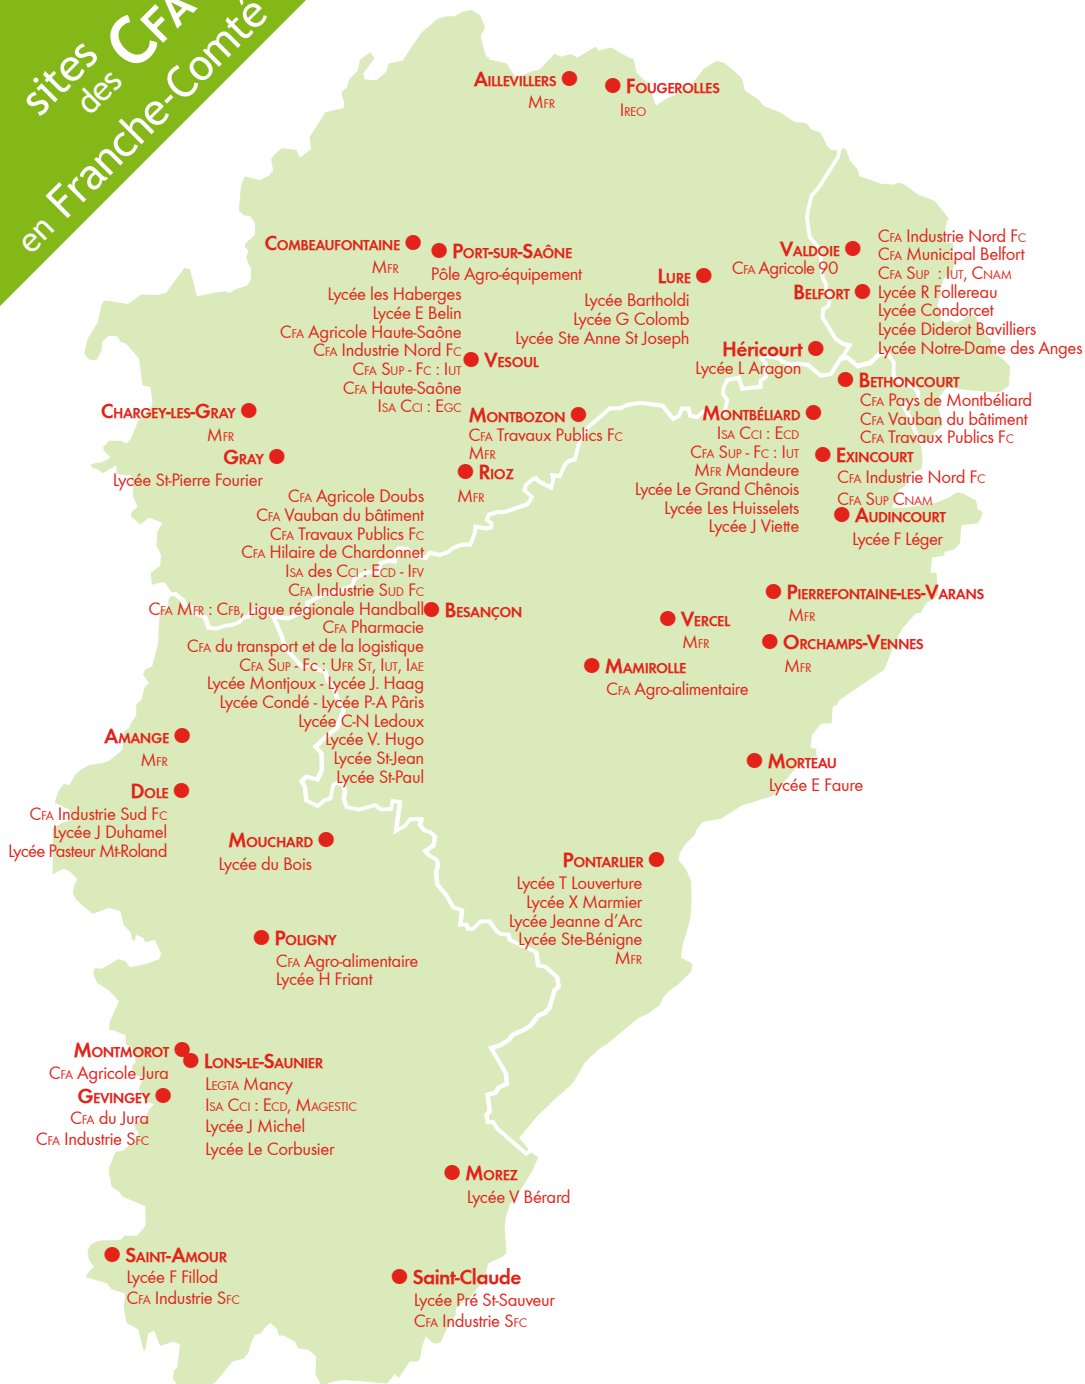 sites
des CFA
en Franche-Comté
AILLEVILLERS
MFR
FOUGEROLLES
IREO
COMBEAUFONTAINE
MFR
PORT-SUR-SAÔNE
Pôle Agro-équipement
Lycée les Haberges
Lycée E Belin
CFA Agricole Haute-Saône
CFA Industrie Nord FC
CFA SUP - FC : IUT
CFA Haute-Saône
ISA CCI : EGC
VESOUL
LURE
Lycée Bartholdi
Lycée G Colomb
Lycée Ste Anne St Joseph
VALDOIE
CFA Agricole 90
BELFORT
CFA Industrie Nord FC
CFA Municipal Belfort
CFA SUP : IUT, CNAM
Lycée R Follereau
Lycée Condorcet
Lycée Diderot Bavilliers
Lycée Notre-Dame des Anges
Héricourt
Lycée L Aragon
BETHONCOURT
CFA Pays de Montbéliard
CFA Vauban du bâtiment
CFA Travaux Publics FC
CHARGEY-LES-GRAY
MFR
GRAY
Lycée St-Pierre Fourier
MONTBOZON
CFA Travaux Publics FC
MFR
RIOZ
MFR
MONTBÉLIARD
ISA CCI : ECD
CFA SUP - FC : IUT
MFR Mandeure
Lycée Le Grand Chênois
Lycée Les Huisselets
Lycée J Viette
EXINCOURT
CFA Industrie Nord FC
CFA SUP CNAM
AUDINCOURT
Lycée F Léger
CFA Agricole Doubs
CFA Vauban du bâtiment
CFA Travaux Publics FC
CFA Hilaire de Chardonnet
ISA des CCI : ECD - IFV
CFA Industrie SUD FC
CFA MFR : CFB, Ligue régionale Handball
CFA Pharmacie
CFA du transport et de la logistique
CFA SUP - FC : UFR ST, IUT, IAE
Lycée Montjoux - Lycée J. Haag
Lycée Condé - Lycée P-A Pâris
Lycée C-N Ledoux
Lycée V. Hugo
Lycée St-Jean
Lycée St-Paul
BESANÇON
PIERREFONTAINE-LES-VARANS
MFR
VERCEL
MFR
ORCHAMPS-VENNES
MFR
MAMIROLLE
CFA Agro-alimentaire
AMANGE
MFR
DOLE
CFA Industrie Sud FC
Lycée J Duhamel
Lycée Pasteur Mt-Roland
MORTEAU
Lycée E Faure
MOUCHARD
Lycée du Bois
PONTARLIER
Lycée T Louverture
Lycée X Marmier
Lycée Jeanne d'Arc
Lycée Ste-Bénigne
MFR
POLIGNY
CFA Agro-alimentaire
Lycée H Friant
MONTMOROT
CFA Agricole Jura
LONS-LE-SAUNIER
LEGTA Mancy
ISA CCI : ECD, MAGESTIC
Lycée J Michel
Lycée Le Corbusier
GEVINGEY
CFA du Jura
CFA Industrie SFC
MOREZ
Lycée V Bérard
SAINT-AMOUR
Lycée F Fillod
CFA Industrie SFC
Saint-Claude
Lycée Pré St-Sauveur
CFA Industrie SFC